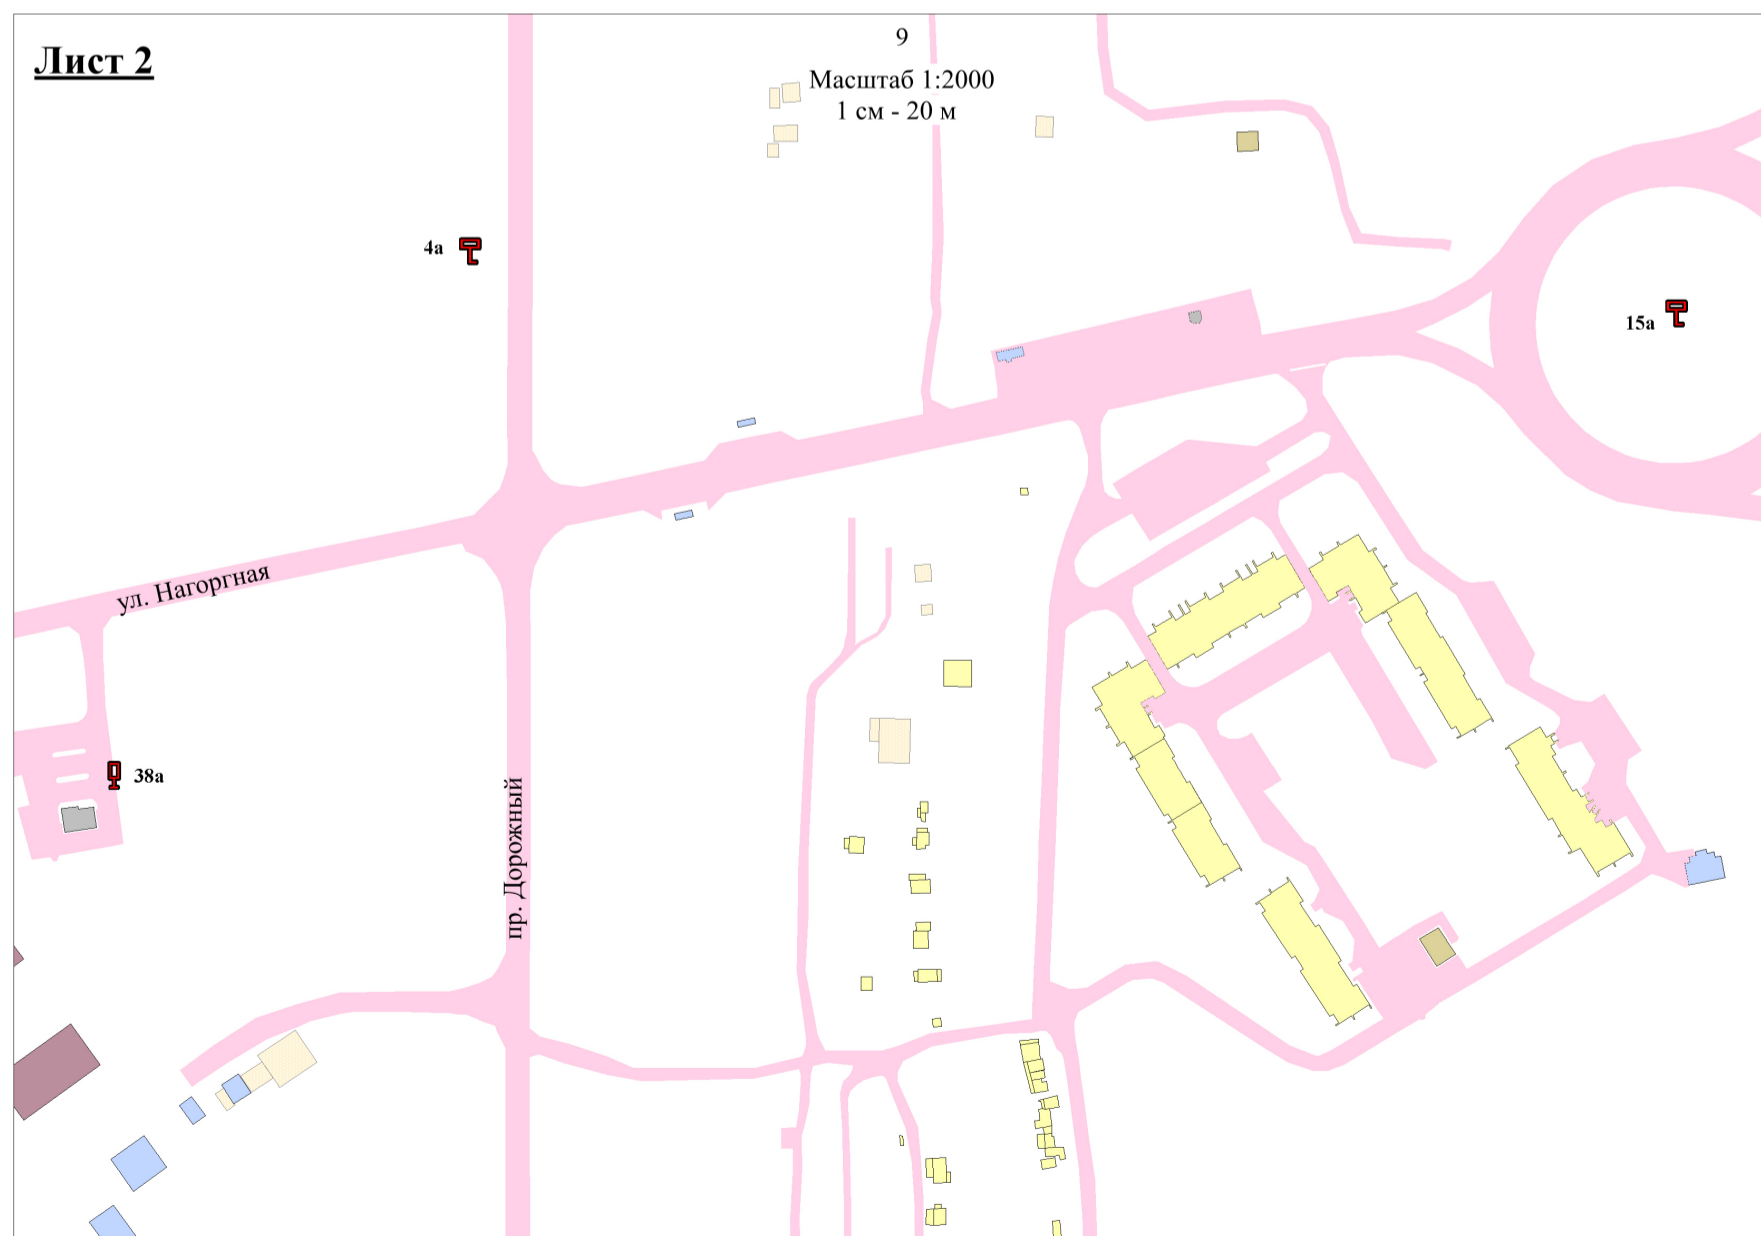 Лист 2
9
Масштаб 1:2000
1 см - 20 м
4а
15а
ул. Нагоргная
38а
пр. Дорожный